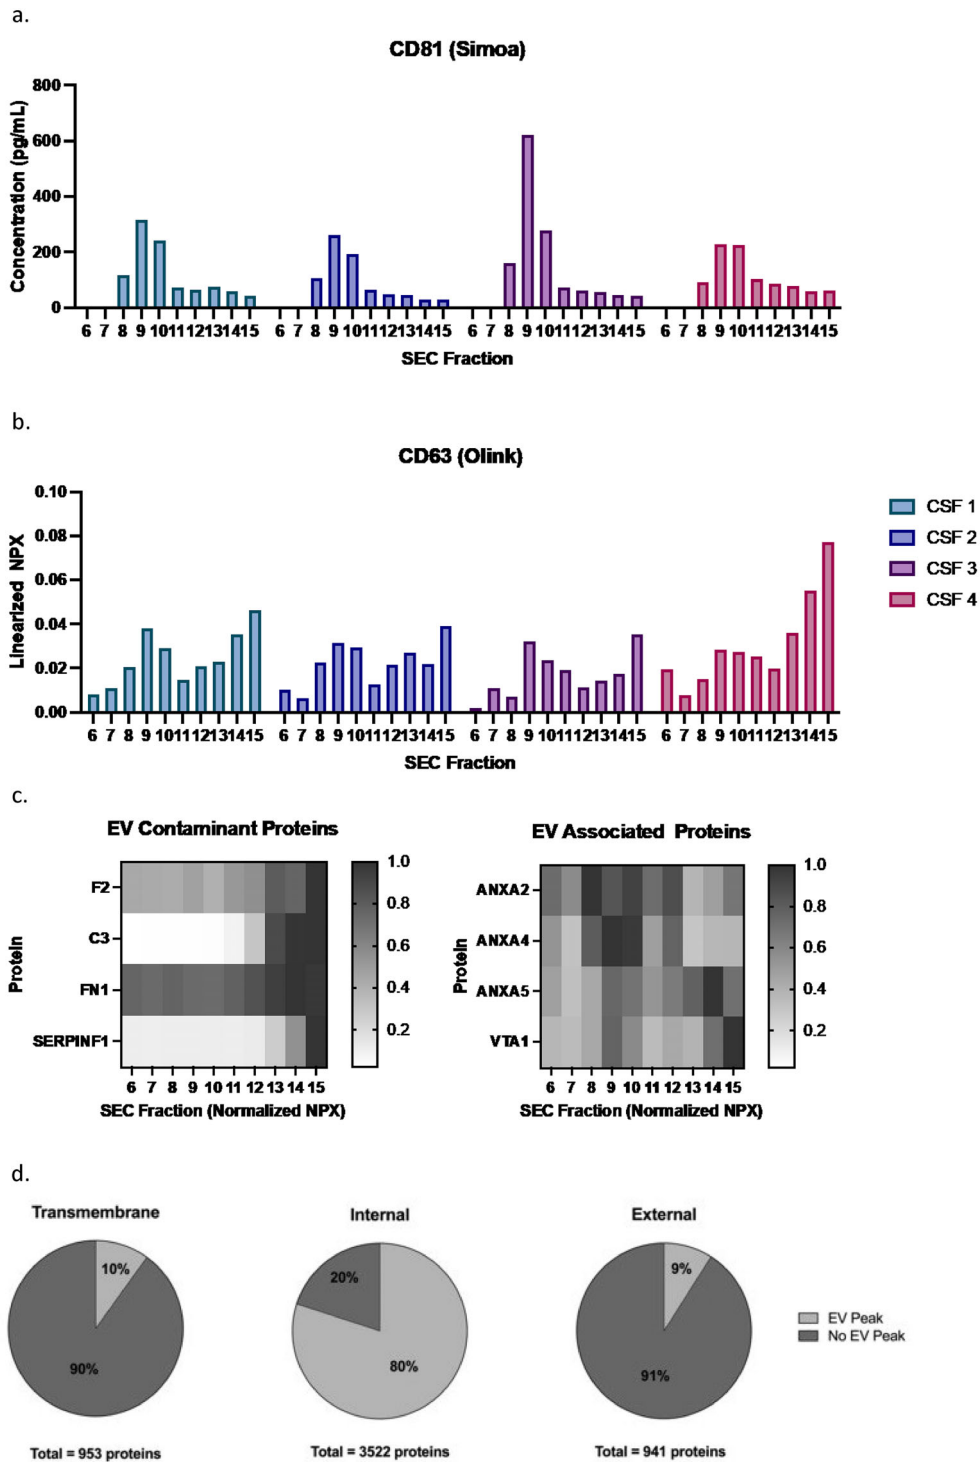 a.
CD81 (Simoa)
Concentration (pg/mL)
800
600
400
200
0
6 7 8 9 10 11 12 13 14 15 6 7 8 9 10 11 12 13 14 15 6 7 8 9 10 11 12 13 14 15 6 7 8 9 10 11 12 13 14 15
SEC Fraction
b.
CD63 (Olink)
Linearized NPX
0.10
0.08
0.06
0.04
0.02
0.00
6 7 8 9 10 11 12 13 14 15 6 7 8 9 10 11 12 13 14 15 6 7 8 9 10 11 12 13 14 15 6 7 8 9 10 11 12 13 14 15
SEC Fraction
CSF 1
CSF 2
CSF 3
CSF 4
c.
EV Contaminant Proteins
Protein
F2
C3
FN1
SERPINF1
6 7 8 9 10 11 12 13 14 15
SEC Fraction (Normalized NPX)
1.0
0.8
0.6
0.4
0.2
EV Associated Proteins
Protein
ANXA2
ANXA4
ANXA5
VTA1
6 7 8 9 10 11 12 13 14 15
SEC Fraction (Normalized NPX)
1.0
0.8
0.6
0.4
0.2
d.
Transmembrane
10%
90%
Total = 953 proteins
Internal
20%
80%
Total = 3522 proteins
External
9%
91%
Total = 941 proteins
EV Peak
No EV Peak